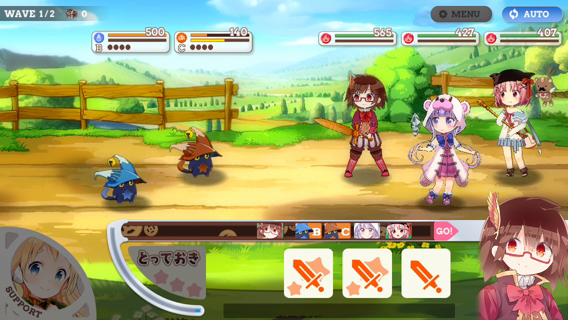 WAVE 1/2 0
MENU
AUTO
500
B
140
C
565
427
407
B
C
GO!
とっておき
SUPPORT